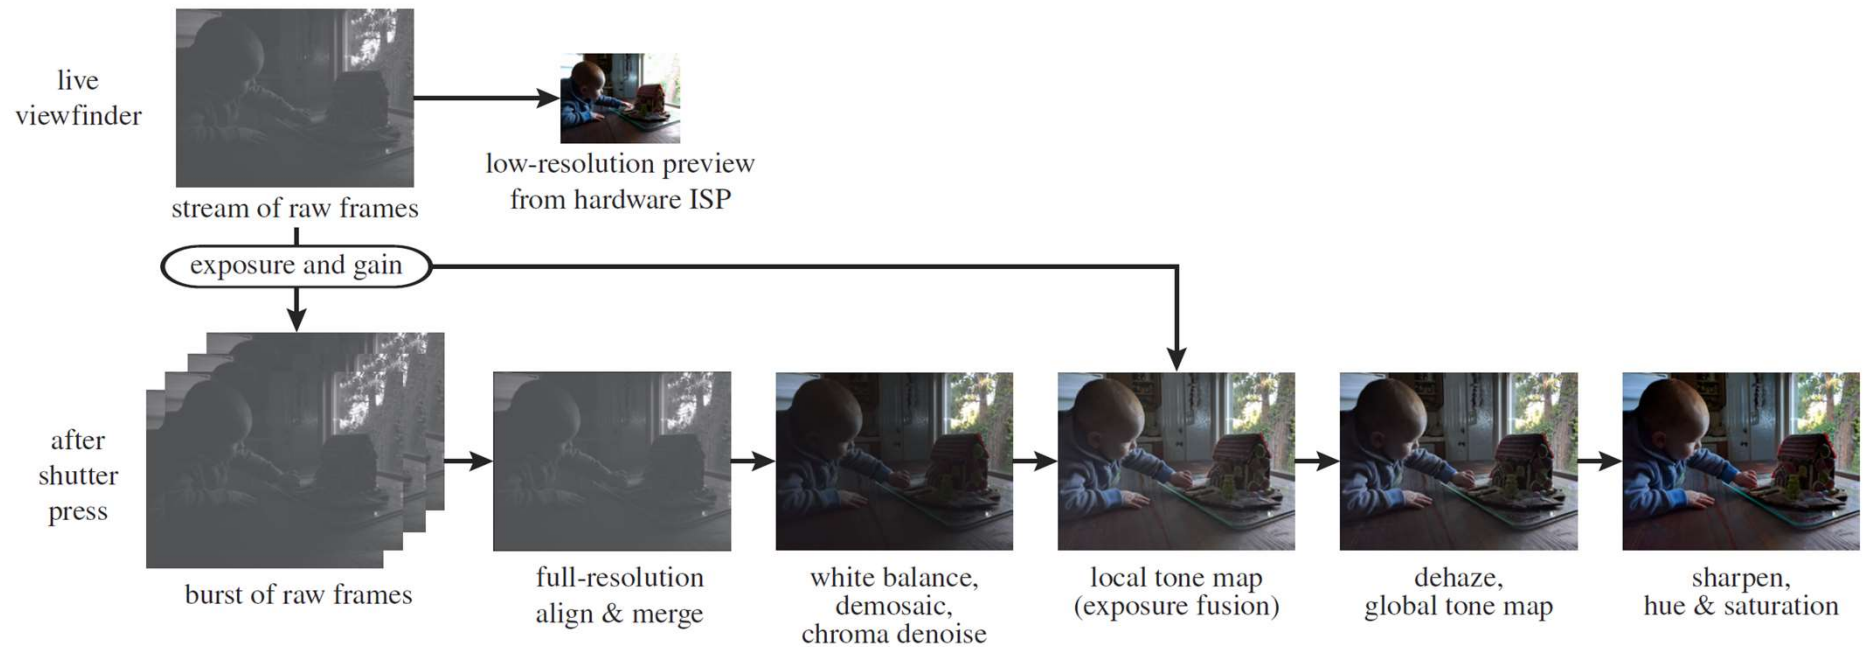 live
viewfinder
stream of raw frames
low-resolution preview
from hardware ISP
exposure and gain
after
shutter
press
burst of raw frames
full-resolution
align & merge
white balance,
demosaic,
chroma denoise
local tone map
(exposure fusion)
dehaze,
global tone map
sharpen,
hue & saturation